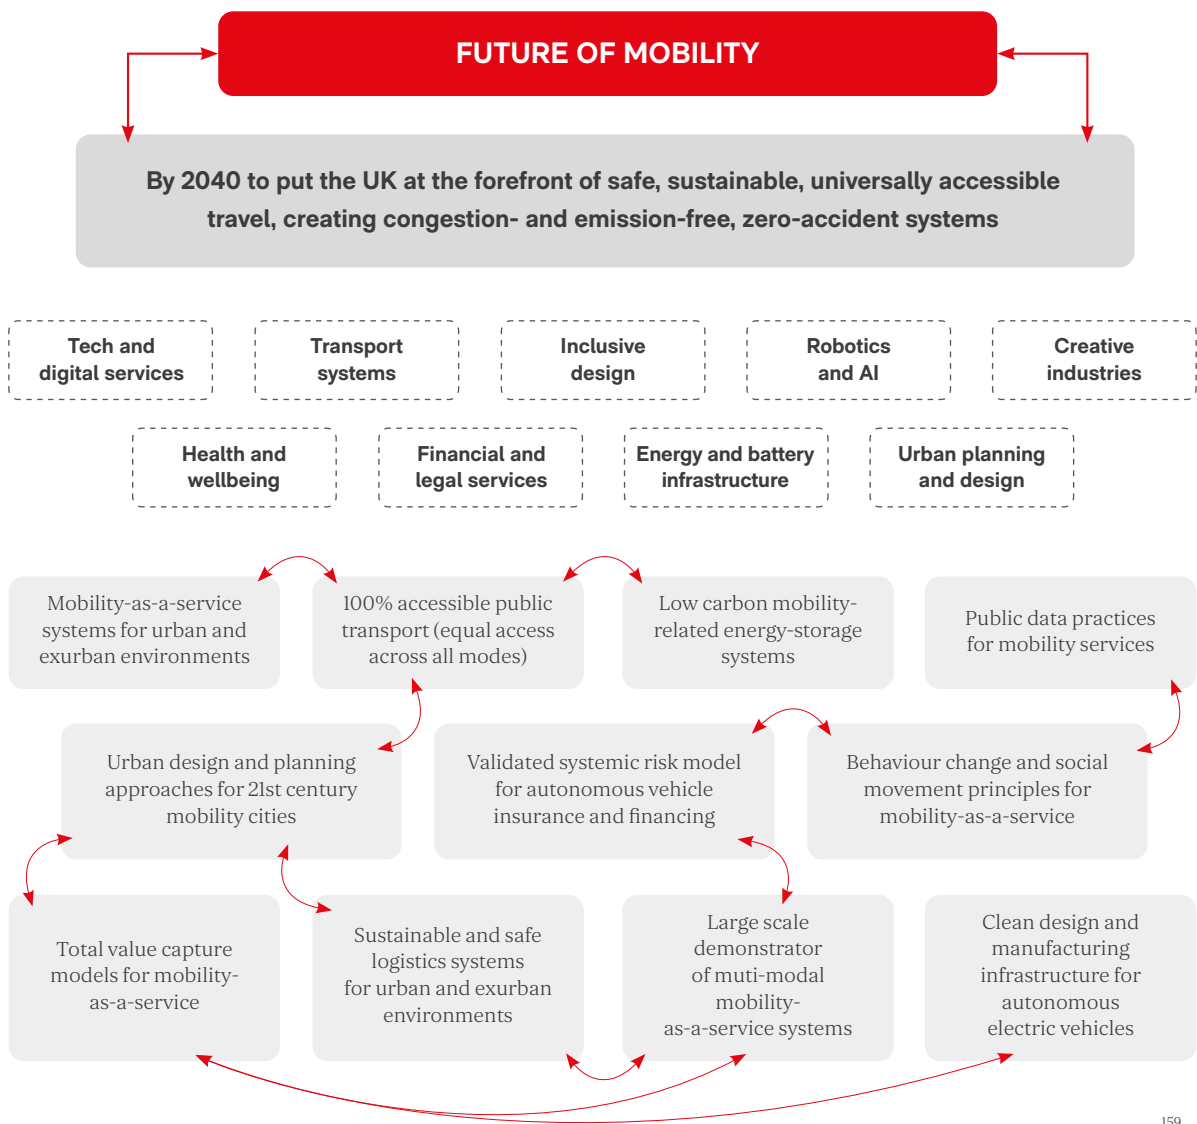 FUTURE OF MOBILITY
By 2040 to put the UK at the forefront of safe, sustainable, universally accessible
travel, creating congestion- and emission-free, zero-accident systems
Tech and
digital services
Transport
systems
Inclusive
design
Robotics
and AI
Creative
industries
Health and
wellbeing
Financial and
legal services
Energy and battery
infrastructure
Urban planning
and design
Mobility-as-a-service
systems for urban and
exurban environments
100% accessible public
transport (equal access
across all modes)
Low carbon mobility-
related energy-storage
systems
Public data practices
for mobility services
Urban design and planning
approaches for 21st century
mobility cities
Validated systemic risk model
for autonomous vehicle
insurance and financing
Behaviour change and social
movement principles for
mobility-as-a-service
Total value capture
models for mobility-
as-a-service
Sustainable and safe
logistics systems
for urban and exurban
environments
Large scale
demonstrator
of muti-modal
mobility-
as-a-service systems
Clean design and
manufacturing
infrastructure for
autonomous
electric vehicles
159